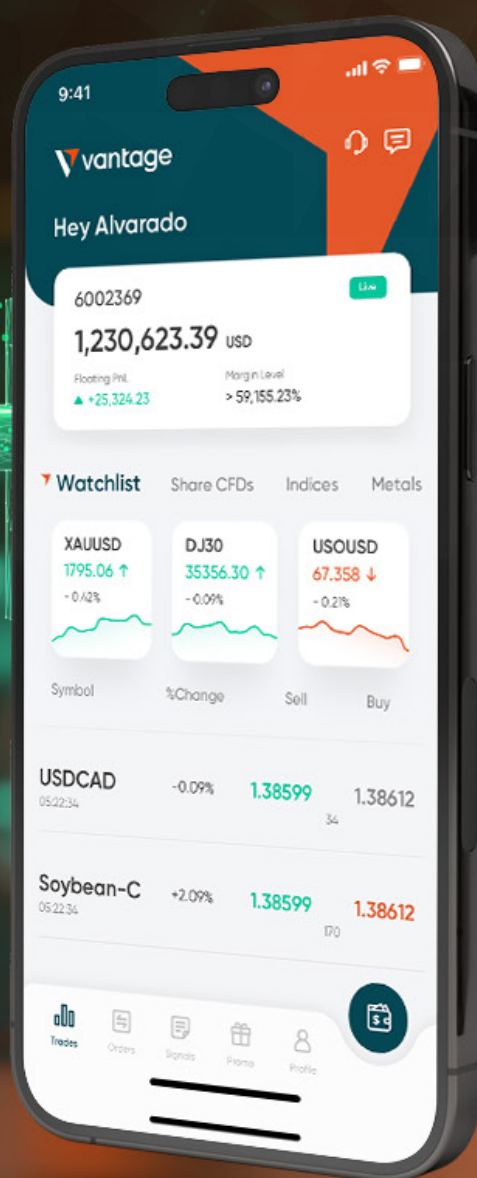 9:41
vantage
Hey Alvarado
6002369
Live
1,230,623.39 USD
Floating PnL
Margin Level
▲ +25,324.23
> 59,155.23%
Watchlist Share CFDs Indices Metals
XAUUSD
1795.06 ↑
- 0.42%
DJ30
35356.30 ↑
- 0.09%
USOUSD
67.358 ↓
- 0.21%
Symbol %Change Sell Buy
USDCAD -0.09% 1.38599 1.38612
05:22:34 34
Soybean-C +2.09% 1.38599 1.38612
05:22:34 170
Trades Orders Signals Promo Profile